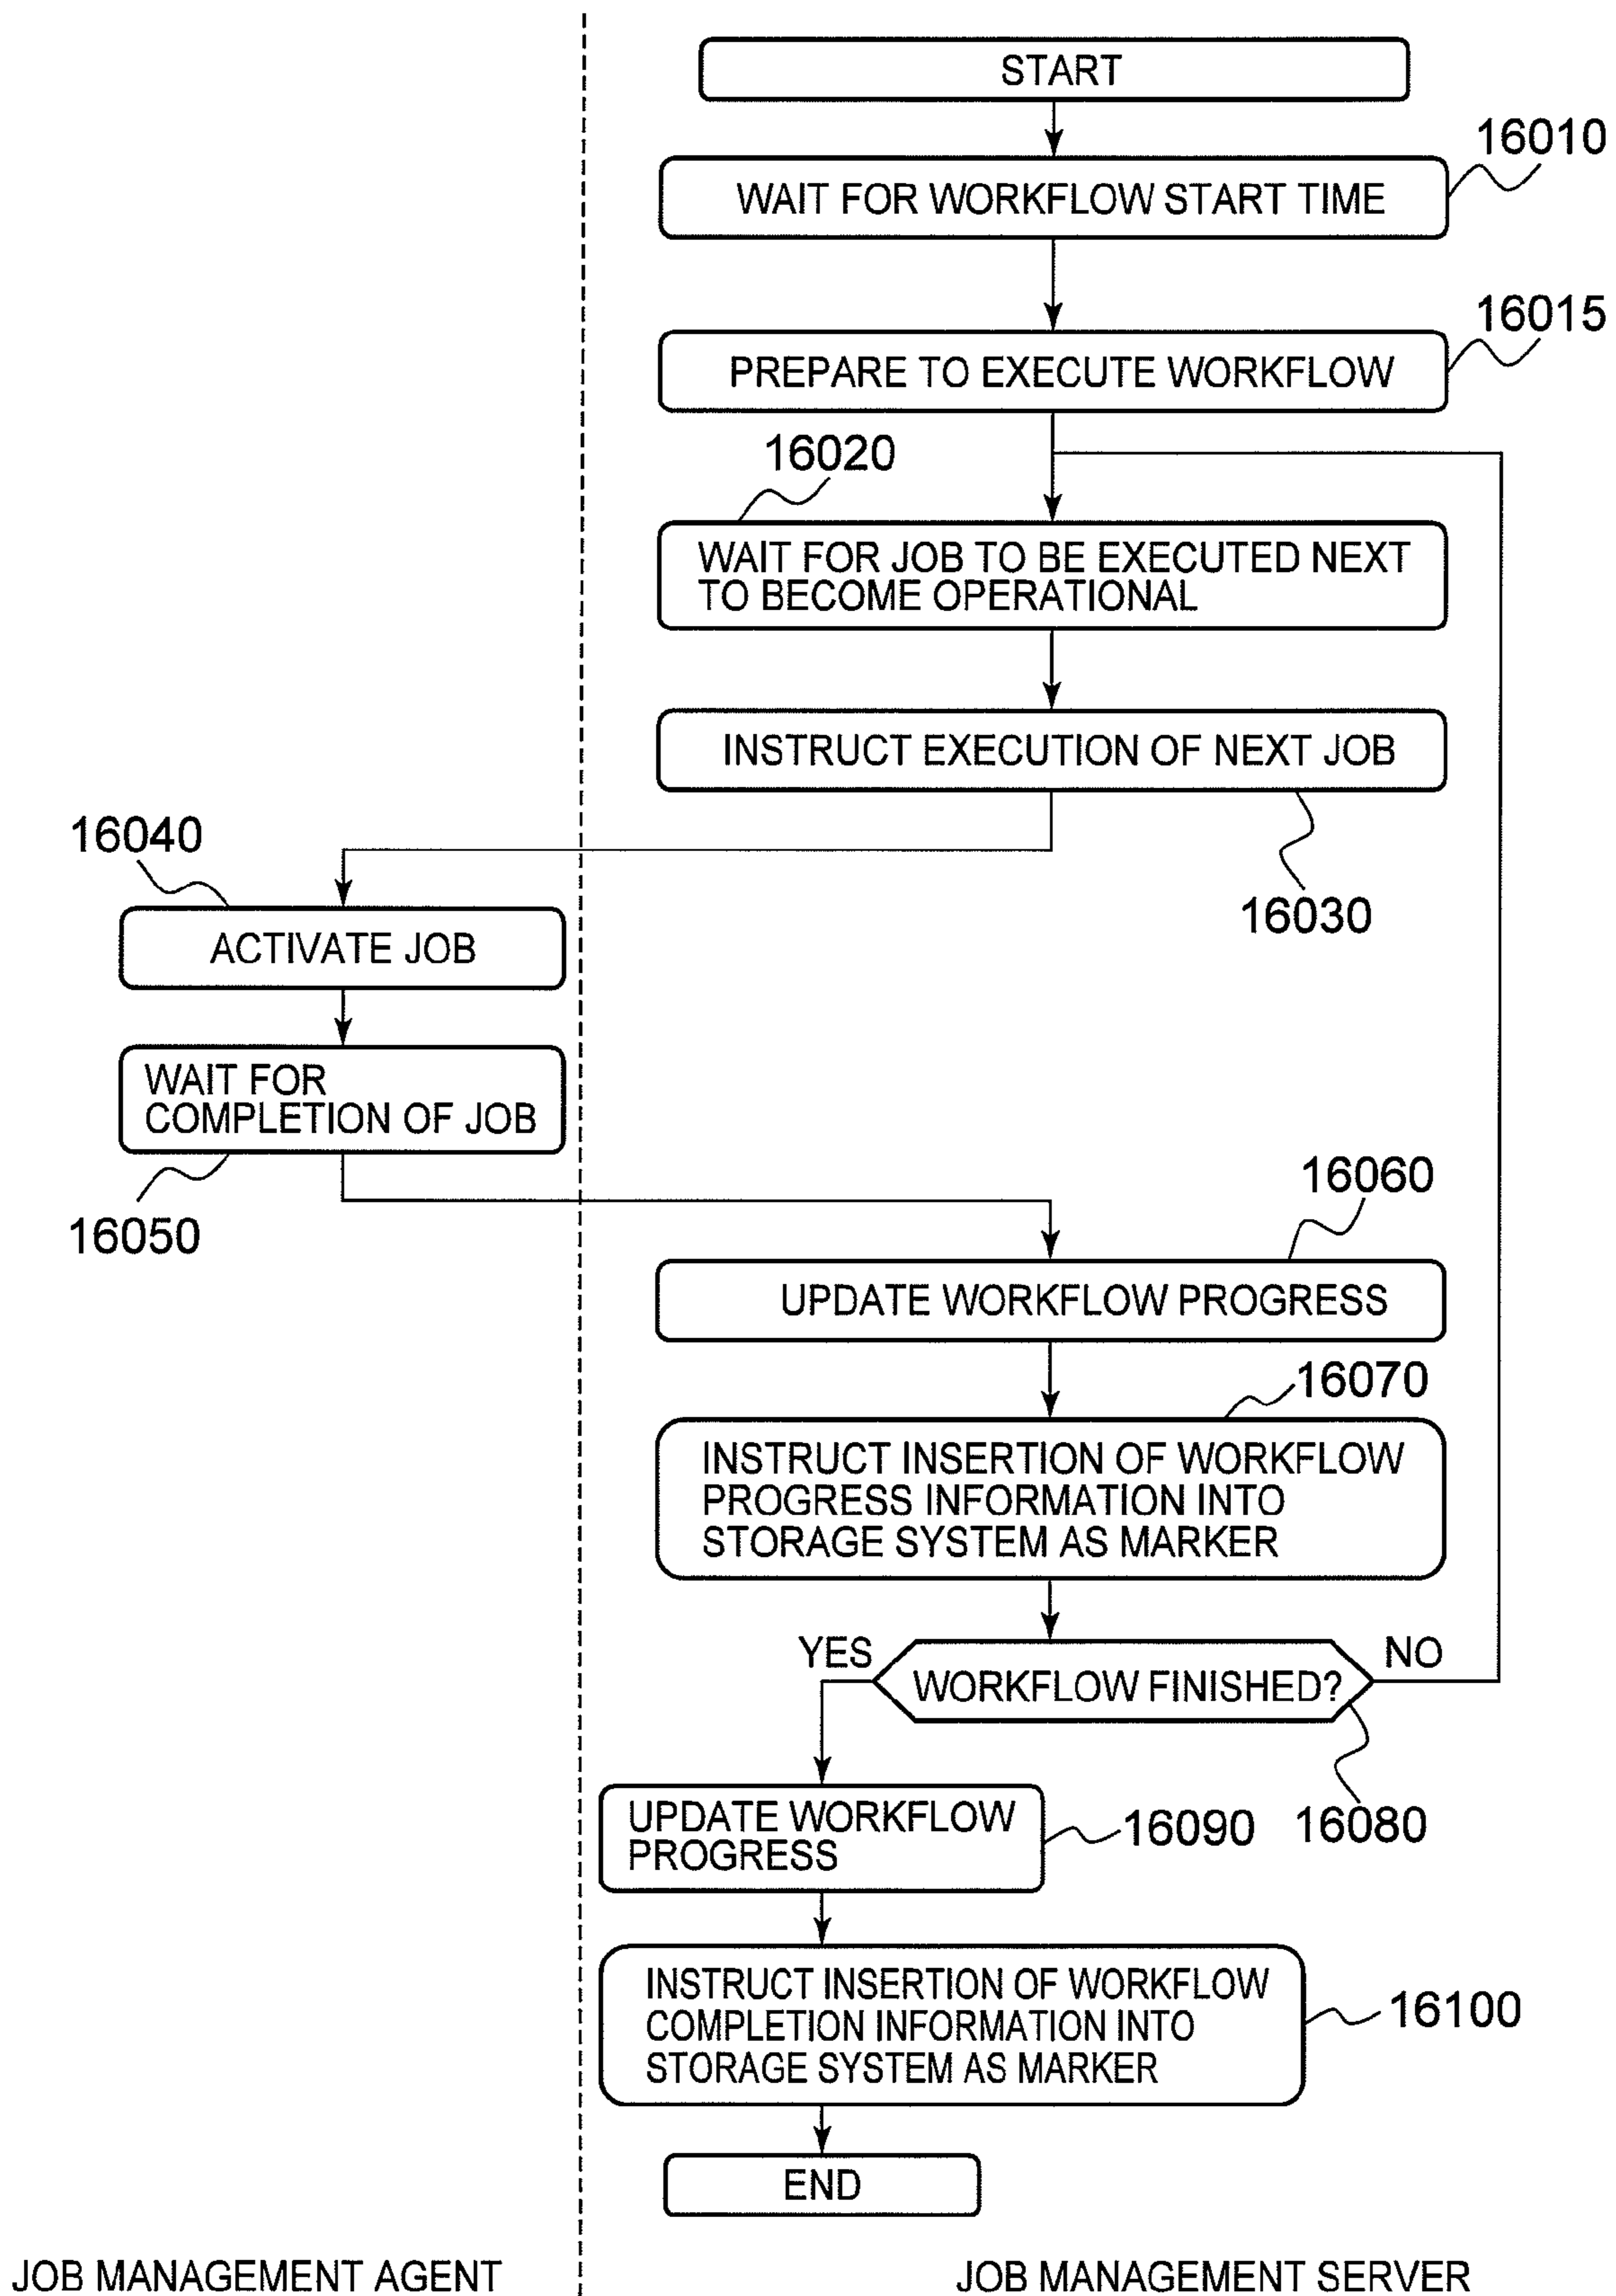 START
16010
WAIT FOR WORKFLOW START TIME
16015
PREPARE TO EXECUTE WORKFLOW
16020
WAIT FOR JOB TO BE EXECUTED NEXT
TO BECOME OPERATIONAL
INSTRUCT EXECUTION OF NEXT JOB
16030
16040
ACTIVATE JOB
WAIT FOR
COMPLETION OF JOB
16050
16060
UPDATE WORKFLOW PROGRESS
16070
INSTRUCT INSERTION OF WORKFLOW
PROGRESS INFORMATION INTO
STORAGE SYSTEM AS MARKER
YES
NO
WORKFLOW FINISHED?
16080
UPDATE WORKFLOW
PROGRESS
16090
INSTRUCT INSERTION OF WORKFLOW
COMPLETION INFORMATION INTO
STORAGE SYSTEM AS MARKER
16100
END
JOB MANAGEMENT AGENT
JOB MANAGEMENT SERVER